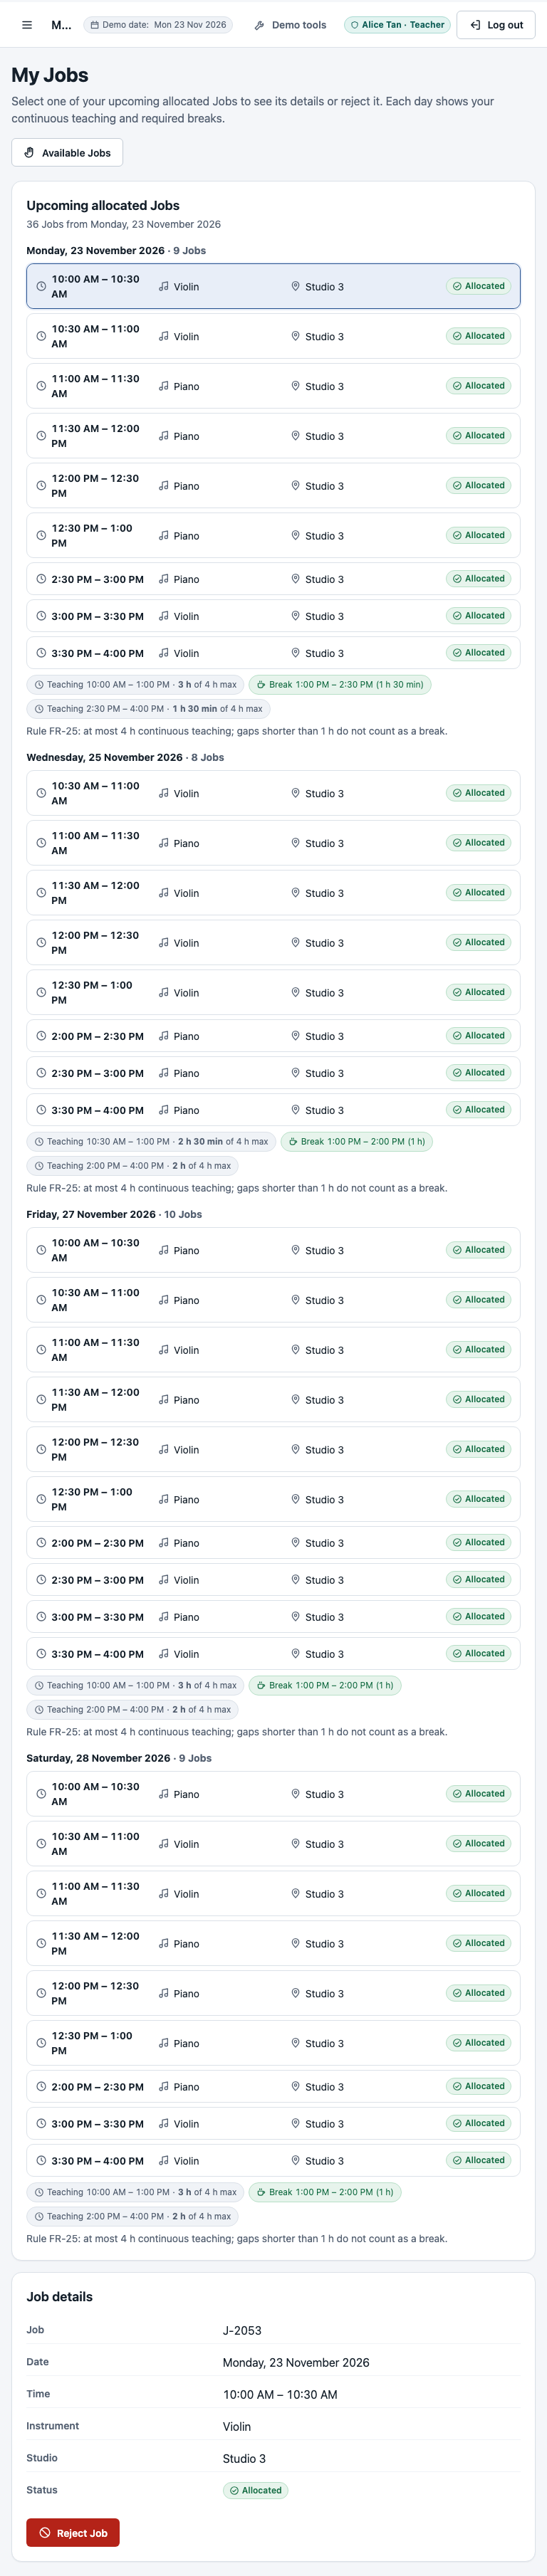 M... Demo date: Mon 23 Nov 2026 Demo tools Alice Tan · Teacher Log out
My Jobs
Select one of your upcoming allocated Jobs to see its details or reject it. Each day shows your
continuous teaching and required breaks.
Available Jobs
Upcoming allocated Jobs
36 Jobs from Monday, 23 November 2026
Monday, 23 November 2026 · 9 Jobs
10:00 AM – 10:30 AM Violin Studio 3 Allocated
10:30 AM – 11:00 AM Violin Studio 3 Allocated
11:00 AM – 11:30 AM Piano Studio 3 Allocated
11:30 AM – 12:00 PM Piano Studio 3 Allocated
12:00 PM – 12:30 PM Piano Studio 3 Allocated
12:30 PM – 1:00 PM Piano Studio 3 Allocated
2:30 PM – 3:00 PM Piano Studio 3 Allocated
3:00 PM – 3:30 PM Violin Studio 3 Allocated
3:30 PM – 4:00 PM Violin Studio 3 Allocated
Teaching 10:00 AM – 1:00 PM · 3 h of 4 h max Break 1:00 PM – 2:30 PM (1 h 30 min)
Teaching 2:30 PM – 4:00 PM · 1 h 30 min of 4 h max
Rule FR-25: at most 4 h continuous teaching; gaps shorter than 1 h do not count as a break.
Wednesday, 25 November 2026 · 8 Jobs
10:30 AM – 11:00 AM Violin Studio 3 Allocated
11:00 AM – 11:30 AM Piano Studio 3 Allocated
11:30 AM – 12:00 PM Violin Studio 3 Allocated
12:00 PM – 12:30 PM Violin Studio 3 Allocated
12:30 PM – 1:00 PM Violin Studio 3 Allocated
2:00 PM – 2:30 PM Piano Studio 3 Allocated
2:30 PM – 3:00 PM Piano Studio 3 Allocated
3:30 PM – 4:00 PM Piano Studio 3 Allocated
Teaching 10:30 AM – 1:00 PM · 2 h 30 min of 4 h max Break 1:00 PM – 2:00 PM (1 h)
Teaching 2:00 PM – 4:00 PM · 2 h of 4 h max
Rule FR-25: at most 4 h continuous teaching; gaps shorter than 1 h do not count as a break.
Friday, 27 November 2026 · 10 Jobs
10:00 AM – 10:30 AM Piano Studio 3 Allocated
10:30 AM – 11:00 AM Piano Studio 3 Allocated
11:00 AM – 11:30 AM Violin Studio 3 Allocated
11:30 AM – 12:00 PM Piano Studio 3 Allocated
12:00 PM – 12:30 PM Violin Studio 3 Allocated
12:30 PM – 1:00 PM Piano Studio 3 Allocated
2:00 PM – 2:30 PM Piano Studio 3 Allocated
2:30 PM – 3:00 PM Violin Studio 3 Allocated
3:00 PM – 3:30 PM Piano Studio 3 Allocated
3:30 PM – 4:00 PM Violin Studio 3 Allocated
Teaching 10:00 AM – 1:00 PM · 3 h of 4 h max Break 1:00 PM – 2:00 PM (1 h)
Teaching 2:00 PM – 4:00 PM · 2 h of 4 h max
Rule FR-25: at most 4 h continuous teaching; gaps shorter than 1 h do not count as a break.
Saturday, 28 November 2026 · 9 Jobs
10:00 AM – 10:30 AM Piano Studio 3 Allocated
10:30 AM – 11:00 AM Violin Studio 3 Allocated
11:00 AM – 11:30 AM Violin Studio 3 Allocated
11:30 AM – 12:00 PM Piano Studio 3 Allocated
12:00 PM – 12:30 PM Piano Studio 3 Allocated
12:30 PM – 1:00 PM Piano Studio 3 Allocated
2:00 PM – 2:30 PM Piano Studio 3 Allocated
3:00 PM – 3:30 PM Violin Studio 3 Allocated
3:30 PM – 4:00 PM Violin Studio 3 Allocated
Teaching 10:00 AM – 1:00 PM · 3 h of 4 h max Break 1:00 PM – 2:00 PM (1 h)
Teaching 2:00 PM – 4:00 PM · 2 h of 4 h max
Rule FR-25: at most 4 h continuous teaching; gaps shorter than 1 h do not count as a break.
Job details
Job J-2053
Date Monday, 23 November 2026
Time 10:00 AM – 10:30 AM
Instrument Violin
Studio Studio 3
Status Allocated
Reject Job